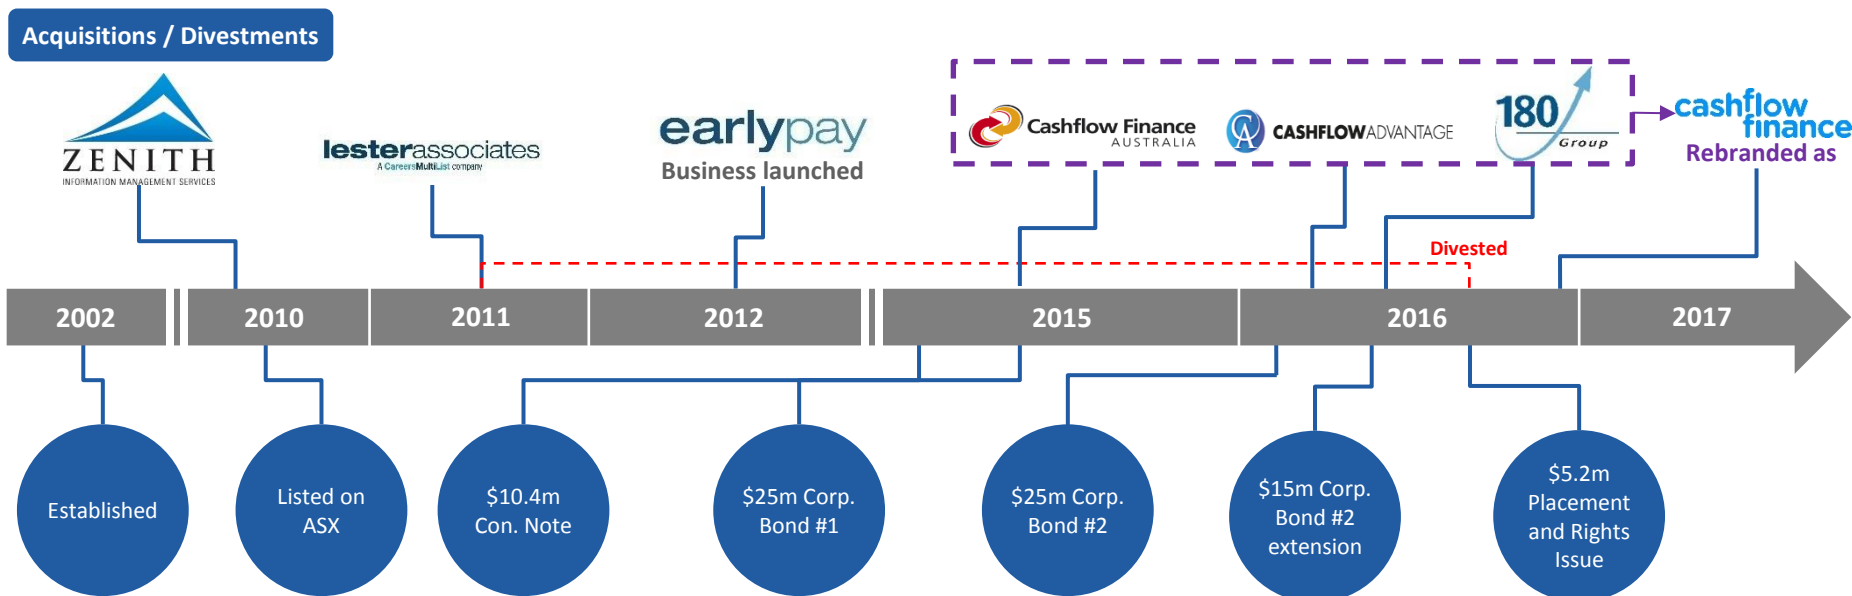 Acquisitions / Divestments
ZENITH
INFORMATION MANAGEMENT SERVICES
lesterassociates
A CareersMultiList company
earlypay
Business launched
Cashflow Finance
AUSTRALIA
CA
CASHFLOWADVANTAGE
180
Group
cashflow
finance
Rebranded as
Divested
2002
2010
2011
2012
2015
2016
2017
Established
Listed on
ASX
$10.4m
Con. Note
$25m Corp.
Bond #1
$25m Corp.
Bond #2
$15m Corp.
Bond #2
extension
$5.2m
Placement
and Rights
Issue